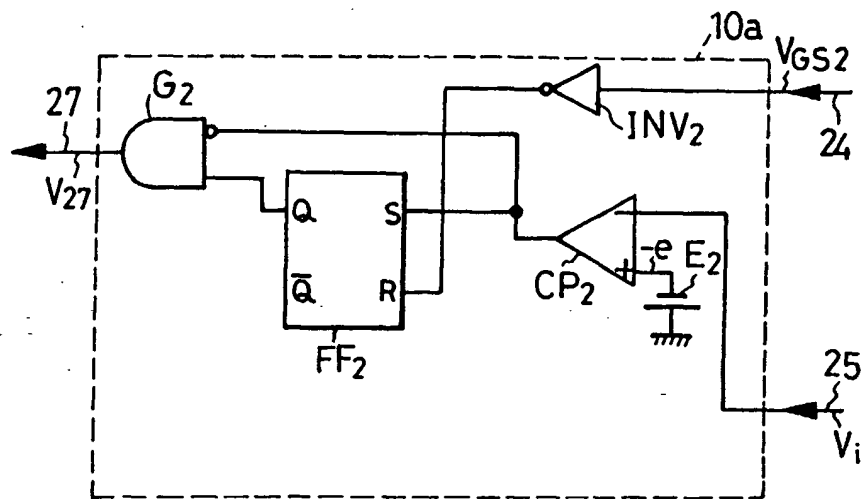 10a
G2
VGS2
27
INV2
24
V27
Q
S
-
-e
E2
+
Q̅
R
CP2
FF2
25
Vi